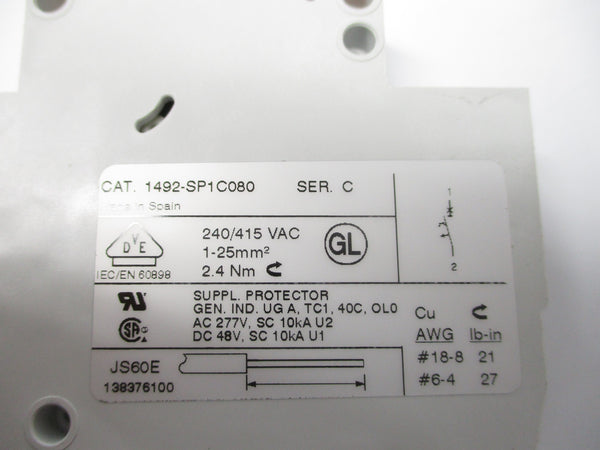 CAT. 1492-SP1C080 SER. C
Made in Spain
DVE
IEC/EN 60898
240/415 VAC
1-25mm²
2.4 Nm
GL
1
2
SUPPL. PROTECTOR
GEN. IND. UG A, TC1, 40C, OL0
AC 277V, SC 10kA U2
DC 48V, SC 10kA U1
SA
JS60E
138376100
Cu
AWG lb-in
#18-8 21
#6-4 27